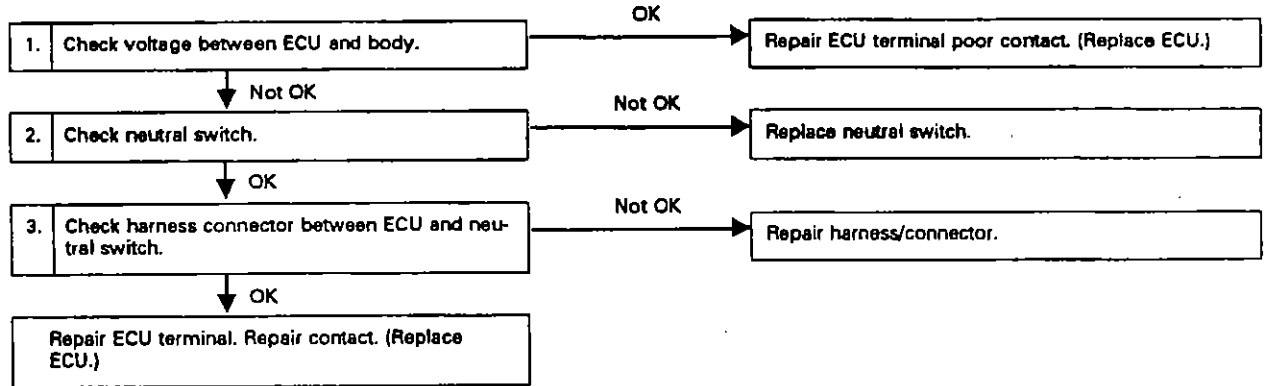 OK
1. Check voltage between ECU and body.
Repair ECU terminal poor contact. (Replace ECU.)
Not OK
2. Check neutral switch.
Not OK
Replace neutral switch.
OK
3. Check harness connector between ECU and neu-
tral switch.
Not OK
Repair harness/connector.
OK
Repair ECU terminal. Repair contact. (Replace
ECU.)